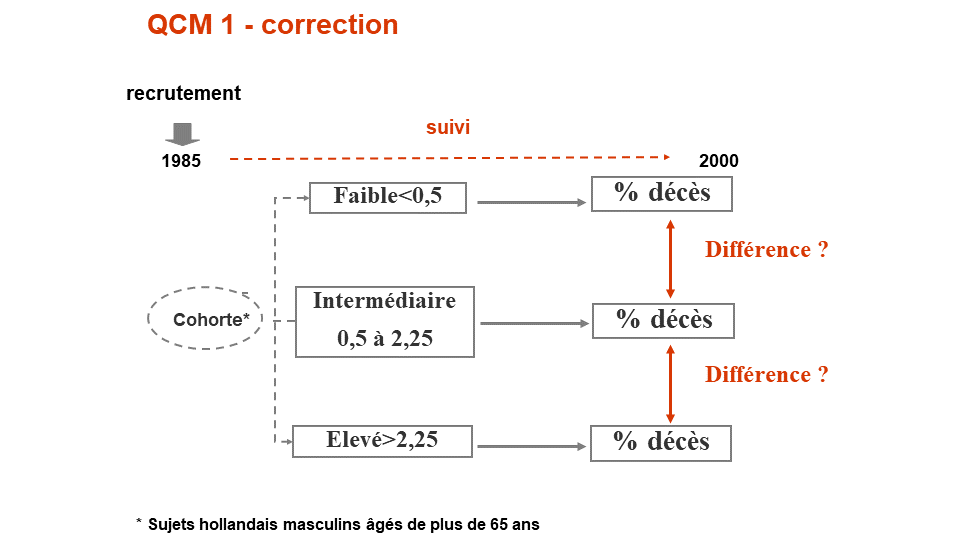 QCM 1 - correction
recrutement
suivi
1985
2000
Faible<0,5
% décès
Différence ?
Intermédiaire
0,5 à 2,25
Cohorte*
% décès
Différence ?
Elevé>2,25
% décès
* Sujets hollandais masculins âgés de plus de 65 ans